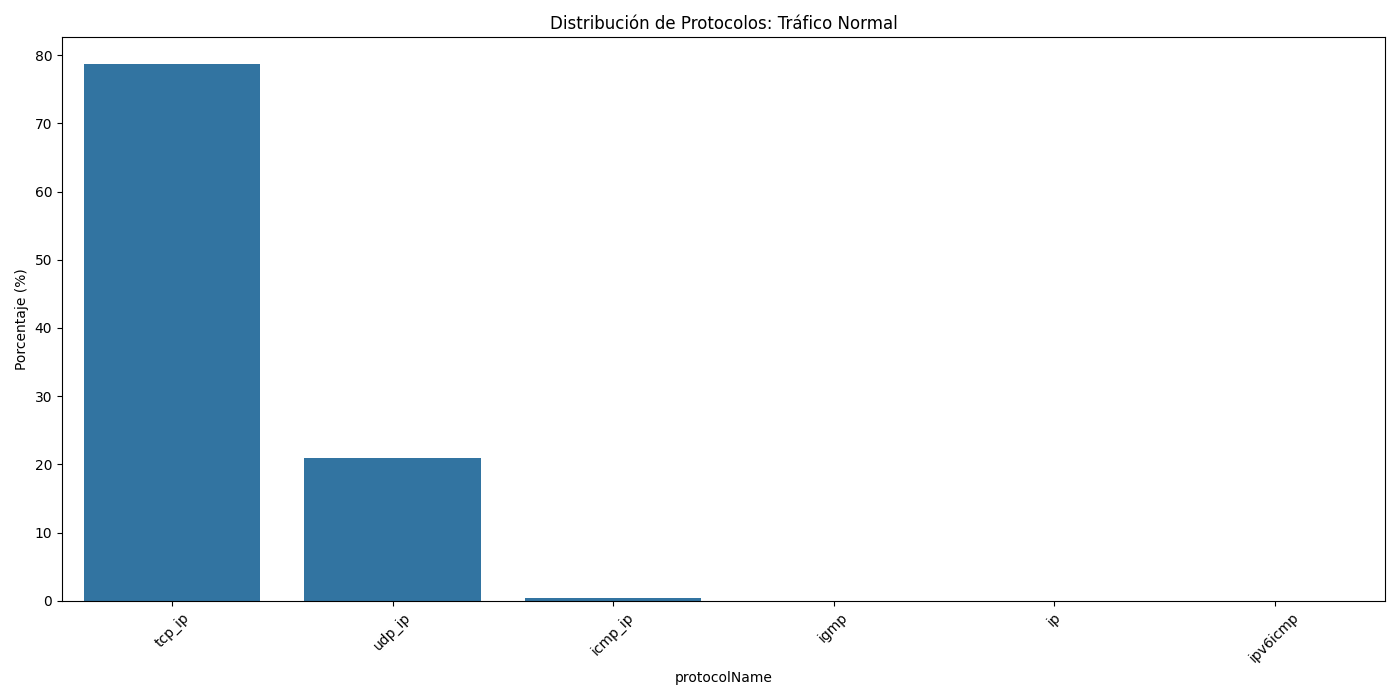 Distribución de Protocolos: Tráfico Normal
Porcentaje (%)
80
70
60
50
40
30
20
10
0
tcp_ip
udp_ip
icmp_ip
igmp
ip
ipv6icmp
protocolName